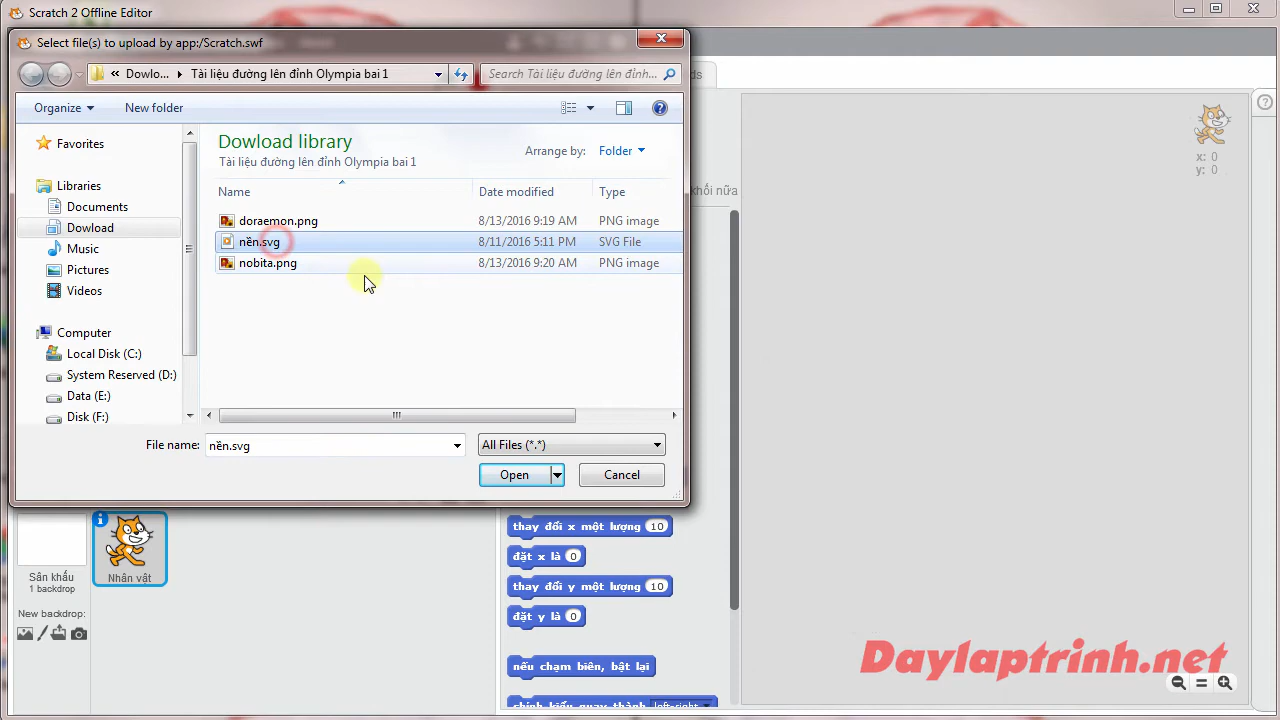 Scratch 2 Offline Editor
Select file(s) to upload by app:/Scratch.swf
Dowlo... Tài liệu đường lên đỉnh Olympia bai 1
Search Tài liệu đường lên đỉnh...
ds
Organize
New folder
Favorites
Libraries
Documents
Dowload
Music
Pictures
Videos
Computer
Local Disk (C:)
System Reserved (D:)
Data (E:)
Disk (F:)
Dowload library
Tài liệu đường lên đỉnh Olympia bai 1
Arrange by: Folder
Name Date modified Type
doraemon.png 8/13/2016 9:19 AM PNG image
nền.svg 8/11/2016 5:11 PM SVG File
nobita.png 8/13/2016 9:20 AM PNG image
File name: nền.svg
All Files (*.*)
Open
Cancel
khối nữa
x: 0
y: 0
Sân khấu
1 backdrop
New backdrop:
Nhân vật
thay đổi x một lượng 10
đặt x là 0
thay đổi y một lượng 10
đặt y là 0
nếu chạm biên, bật lại
chỉnh kiểu quay thành left-right
Daylaptrinh.net